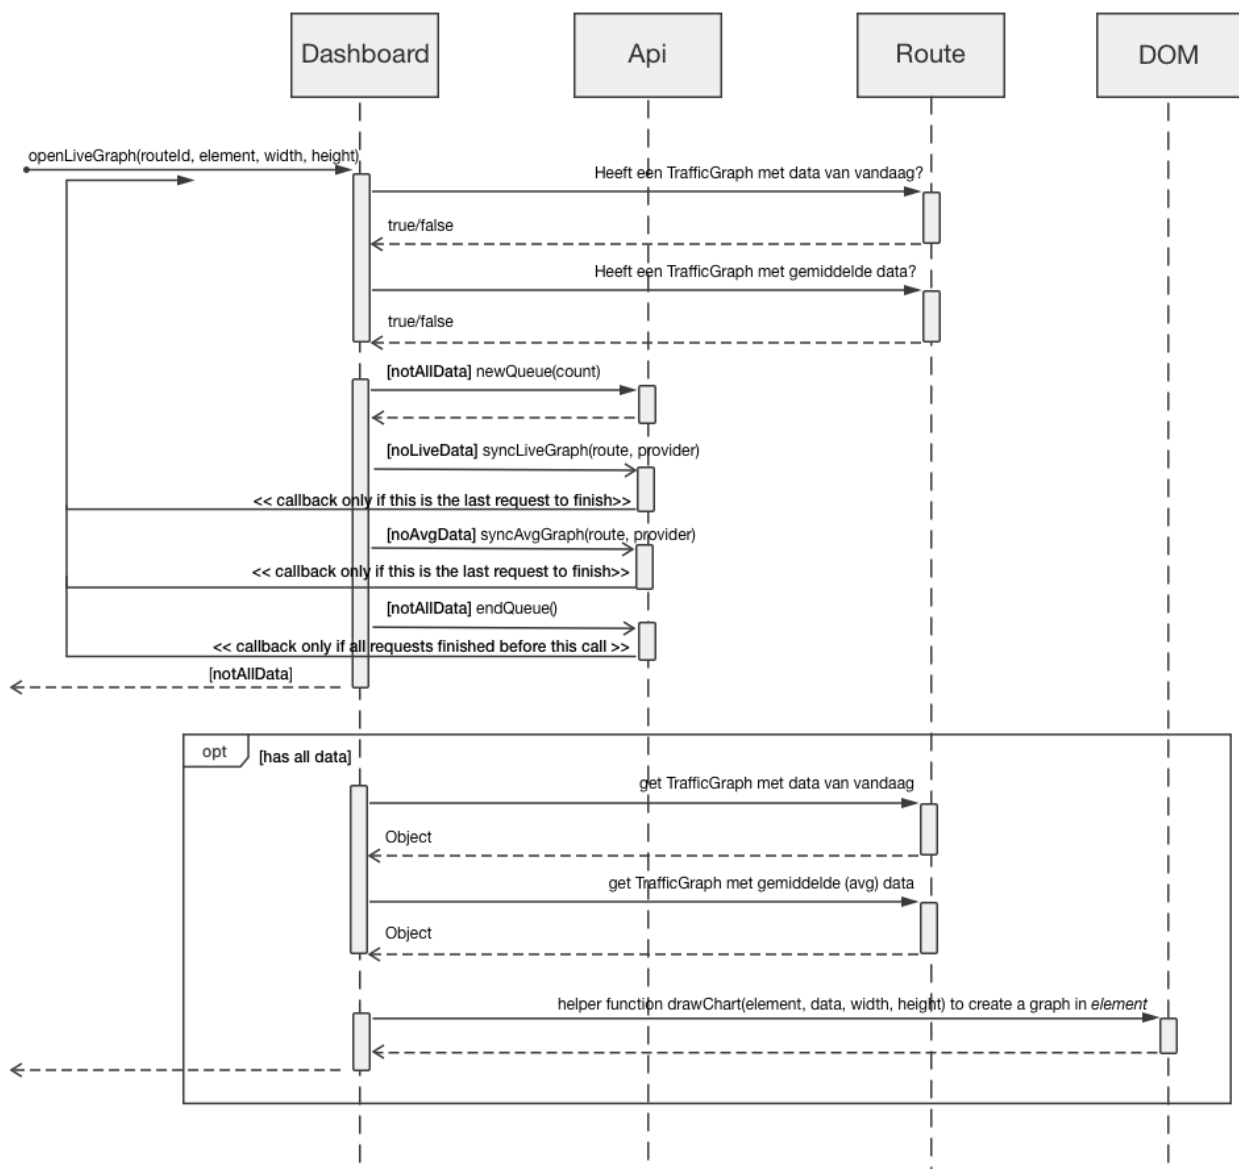 Dashboard
Api
Route
DOM
openLiveGraph(routeId, element, width, height)
Heeft een TrafficGraph met data van vandaag?
true/false
Heeft een TrafficGraph met gemiddelde data?
true/false
[notAllData] newQueue(count)
[noLiveData] syncLiveGraph(route, provider)
<< callback only if this is the last request to finish>>
[noAvgData] syncAvgGraph(route, provider)
<< callback only if this is the last request to finish>>
[notAllData] endQueue()
<< callback only if all requests finished before this call >>
[notAllData]
opt
[has all data]
get TrafficGraph met data van vandaag
Object
get TrafficGraph met gemiddelde (avg) data
Object
helper function drawChart(element, data, width, height) to create a graph in element